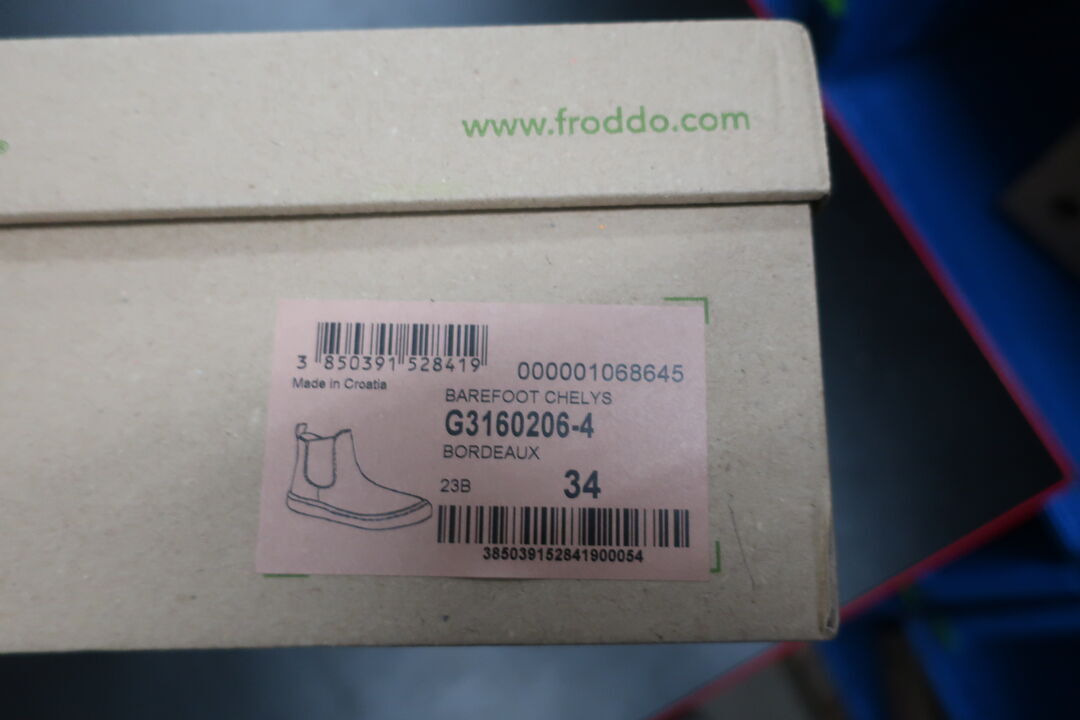 www.froddo.com
3 850391 528419
Made in Croatia
000001068645
BAREFOOT CHELYS
G3160206-4
BORDEAUX
23B
34
385039152841900054